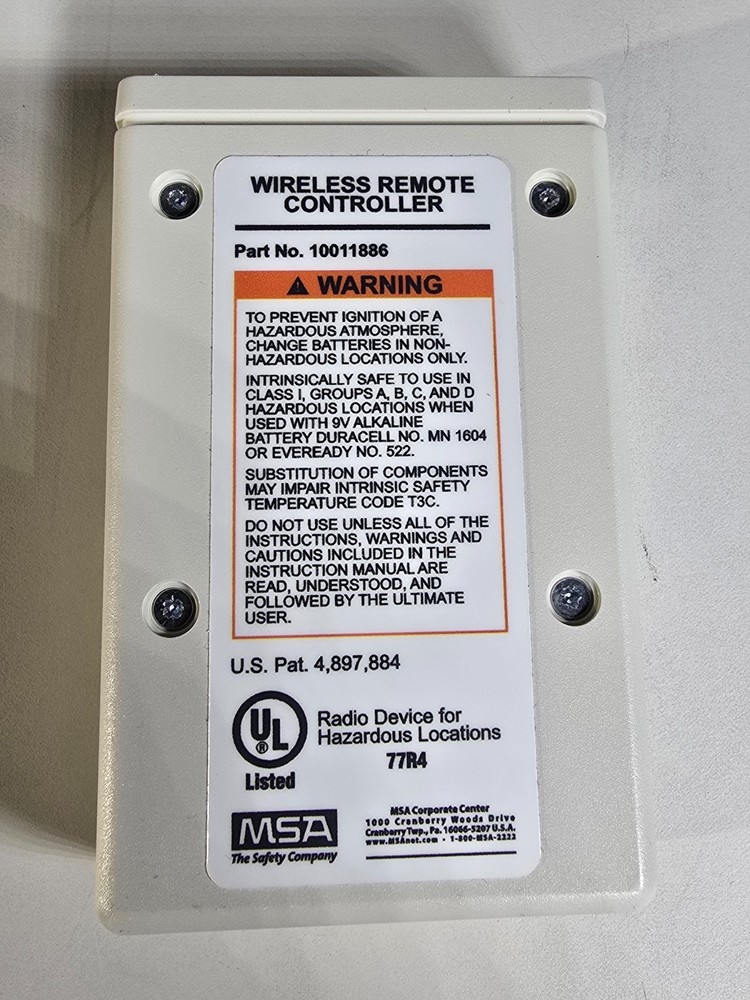 WIRELESS REMOTE
CONTROLLER
Part No. 10011886
WARNING
TO PREVENT IGNITION OF A
HAZARDOUS ATMOSPHERE,
CHANGE BATTERIES IN NON-
HAZARDOUS LOCATIONS ONLY.
INTRINSICALLY SAFE TO USE IN
CLASS I, GROUPS A, B, C, AND D
HAZARDOUS LOCATIONS WHEN
USED WITH 9V ALKALINE
BATTERY DURACELL NO. MN 1604
OR EVEREADY NO. 522.
SUBSTITUTION OF COMPONENTS
MAY IMPAIR INTRINSIC SAFETY
TEMPERATURE CODE T3C.
DO NOT USE UNLESS ALL OF THE
INSTRUCTIONS, WARNINGS AND
CAUTIONS INCLUDED IN THE
INSTRUCTION MANUAL ARE
READ, UNDERSTOOD, AND
FOLLOWED BY THE ULTIMATE
USER.
U.S. Pat. 4,897,884
UL ®
Listed
Radio Device for
Hazardous Locations
77R4
MSA
The Safety Company
MSA Corporate Center
1000 Cranberry Woods Drive
Cranberry Twp., Pa. 16066-5207 U.S.A.
www.MSAnet.com • 1-800-MSA-2222